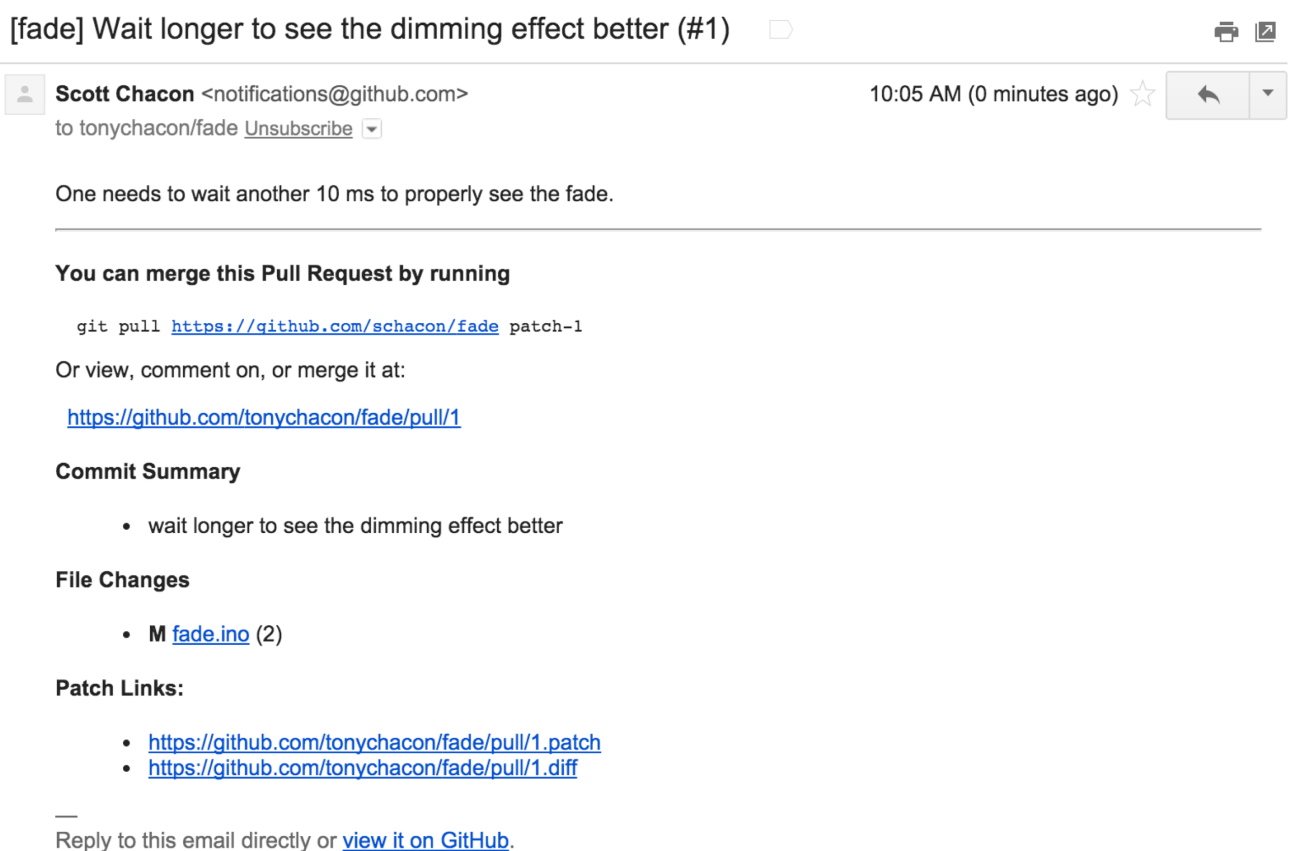 [fade] Wait longer to see the dimming effect better (#1)
Scott Chacon <notifications@github.com>
10:05 AM (0 minutes ago)
to tonychacon/fade Unsubscribe
One needs to wait another 10 ms to properly see the fade.
You can merge this Pull Request by running
git pull https://github.com/schacon/fade patch-1
Or view, comment on, or merge it at:
https://github.com/tonychacon/fade/pull/1
Commit Summary
• wait longer to see the dimming effect better
File Changes
• M fade.ino (2)
Patch Links:
• https://github.com/tonychacon/fade/pull/1.patch
• https://github.com/tonychacon/fade/pull/1.diff
—
Reply to this email directly or view it on GitHub.